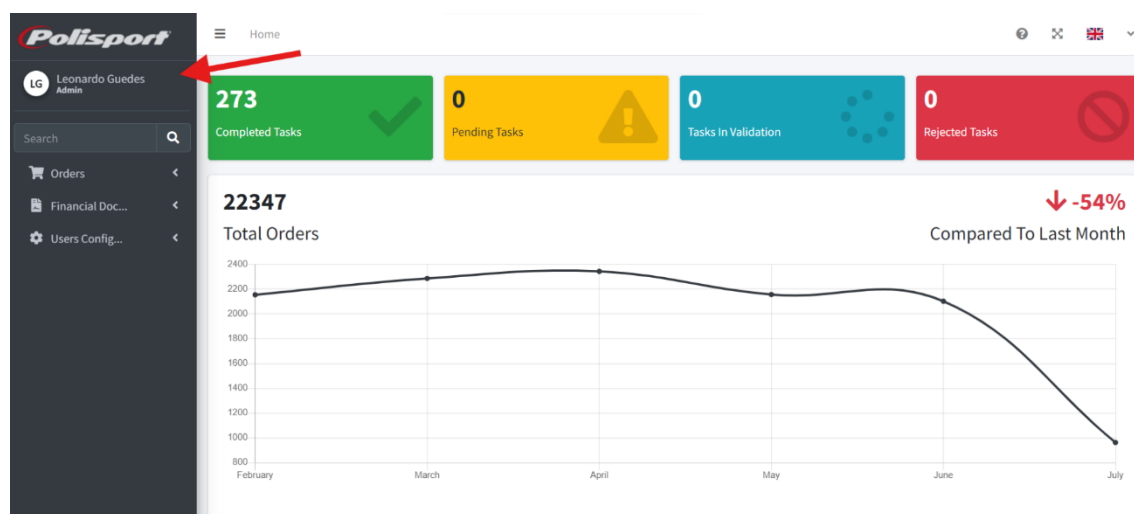 Polisport
Home
LG
Leonardo Guedes
Admin
Search
Orders
Financial Doc...
Users Config...
273
Completed Tasks
0
Pending Tasks
0
Tasks In Validation
0
Rejected Tasks
22347
Total Orders
-54%
Compared To Last Month
2400
2200
2000
1800
1600
1400
1200
1000
800
February March April May June July